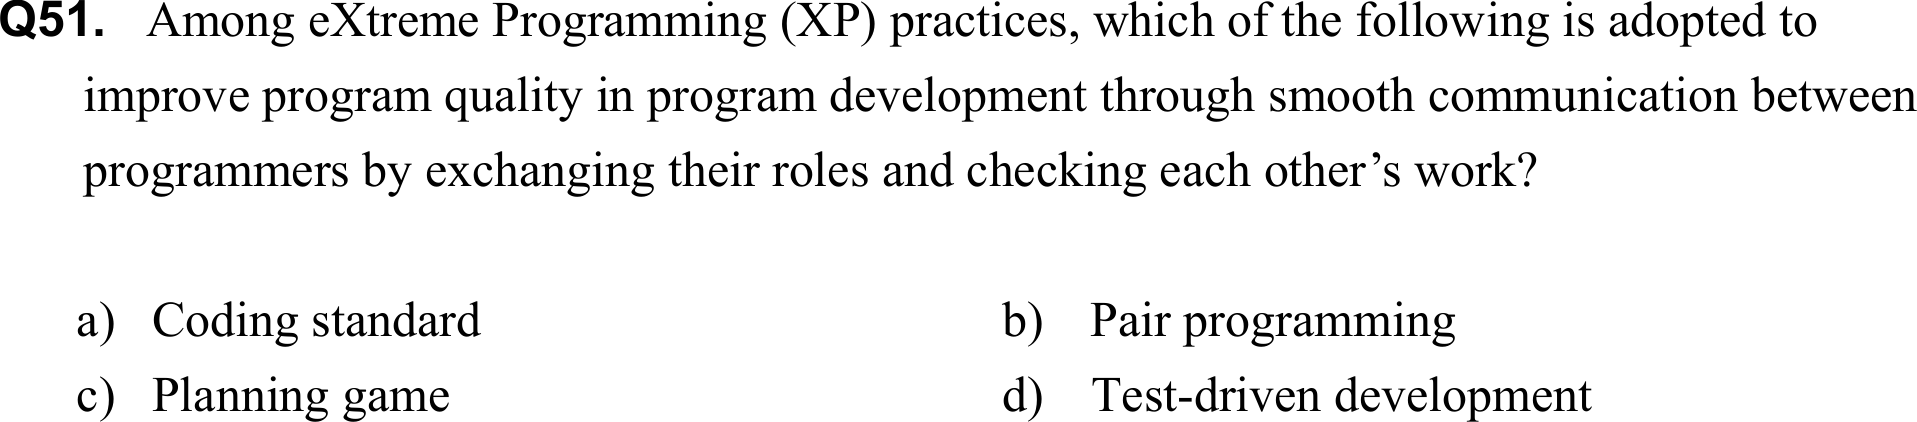 Q51. Among eXtreme Programming (XP) practices, which of the following is adopted to
improve program quality in program development through smooth communication between
programmers by exchanging their roles and checking each other’s work?
a) Coding standard b) Pair programming
c) Planning game d) Test-driven development